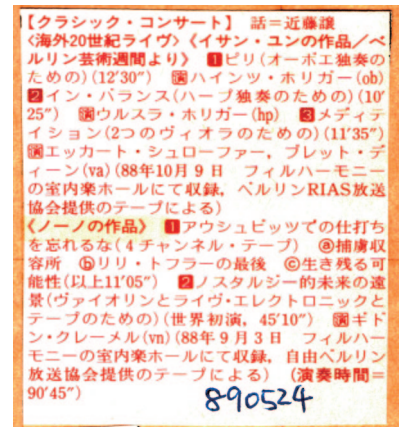 【クラシック・コンサート】 話=近藤譲
〈海外20世紀ライヴ〉《イサン・ユンの作品/ベ
ルリン芸術週間より》 1ピリ(オーボエ独奏の
ための)(12′30″) 演ハインツ・ホリガー(ob)
2イン・バランス(ハープ独奏のための)(10′
25″) 演ウルスラ・ホリガー(hp) 3メディテ
イション(2つのヴィオラのための)(11′35″)
演エッカート・シュローファー, ブレット・デ
ィーン(va)(88年10月9日 フィルハーモニー
の室内楽ホールにて収録, ベルリンRIAS放送
協会提供のテープによる)
《ノーノの作品》 1アウシュビッツでの仕打ち
を忘れるな(4チャンネル・テープ) ⓐ捕虜収
容所 ⓑリリ・トフラーの最後 ⓒ生き残る可
能性(以上11′05″) 2ノスタルジー的未来の遠
景(ヴァイオリンとライヴ・エレクトロニックと
テープのための)(世界初演, 45′10″) 演ギド
ン・クレーメル(vn)(88年9月3日 フィルハー
モニーの室内楽ホールにて収録, 自由ベルリン
放送協会提供のテープによる) (演奏時間=
90′45″)
890524